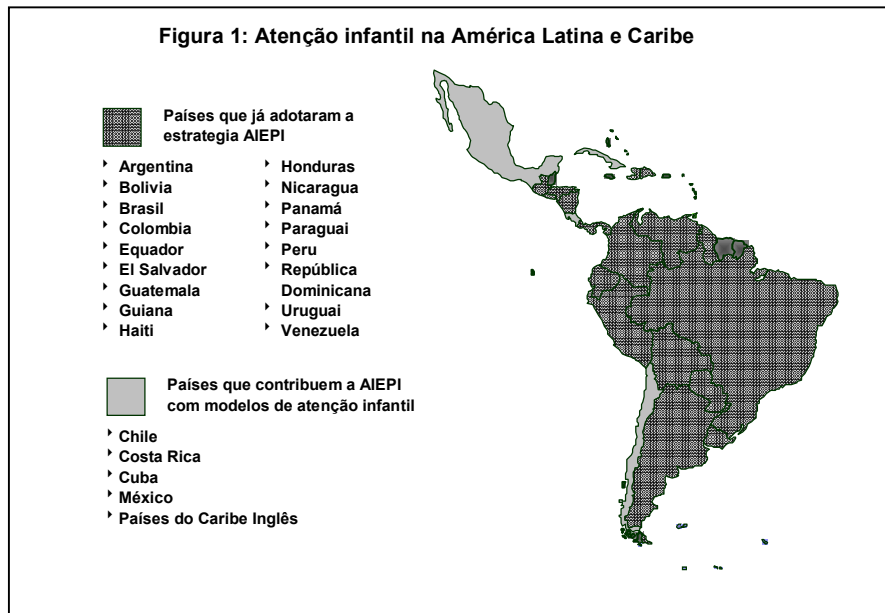 Figura 1: Atenção infantil na América Latina e Caribe
Países que já adotaram a
estrategia AIEPI
Argentina
Bolivia
Brasil
Colombia
Equador
El Salvador
Guatemala
Guiana
Haiti
Honduras
Nicaragua
Panamá
Paraguai
Peru
República
Dominicana
Uruguai
Venezuela
Países que contribuem a AIEPI
com modelos de atenção infantil
Chile
Costa Rica
Cuba
México
Países do Caribe Inglês